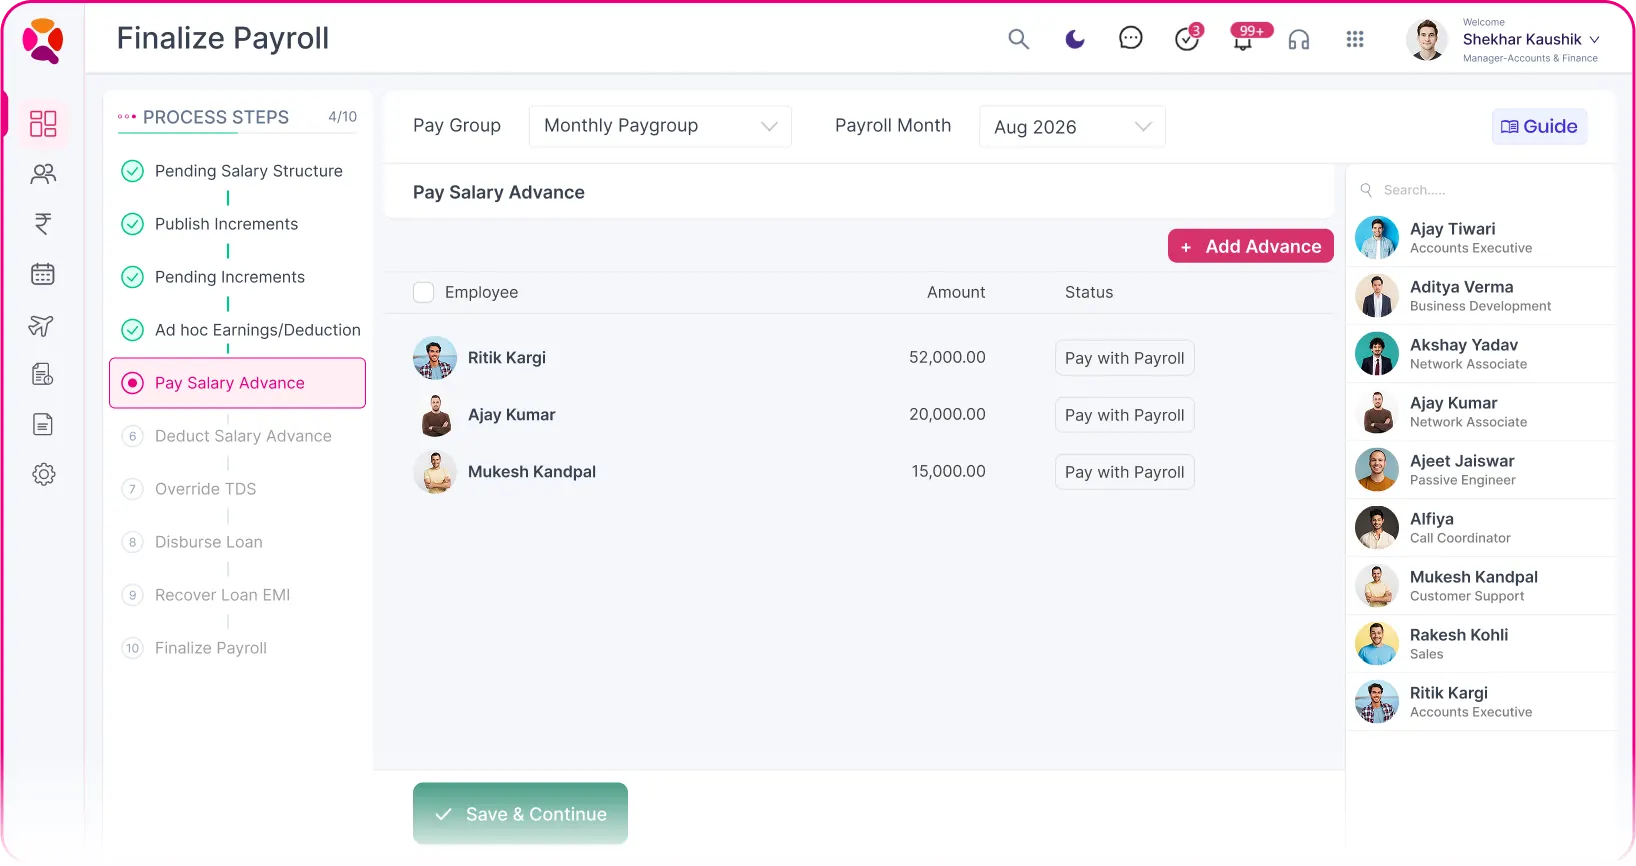 Finalize Payroll
3
99+
Welcome
Shekhar Kaushik
Manager-Accounts & Finance
PROCESS STEPS 4/10
Pending Salary Structure
Publish Increments
Pending Increments
Ad hoc Earnings/Deduction
Pay Salary Advance
6 Deduct Salary Advance
7 Override TDS
8 Disburse Loan
9 Recover Loan EMI
10 Finalize Payroll
Pay Group Monthly Paygroup Payroll Month Aug 2026 Guide
Pay Salary Advance
+ Add Advance
Employee Amount Status
Ritik Kargi 52,000.00 Pay with Payroll
Ajay Kumar 20,000.00 Pay with Payroll
Mukesh Kandpal 15,000.00 Pay with Payroll
Save & Continue
Search.....
Ajay Tiwari
Accounts Executive
Aditya Verma
Business Development
Akshay Yadav
Network Associate
Ajay Kumar
Network Associate
Ajeet Jaiswar
Passive Engineer
Alfiya
Call Coordinator
Mukesh Kandpal
Customer Support
Rakesh Kohli
Sales
Ritik Kargi
Accounts Executive